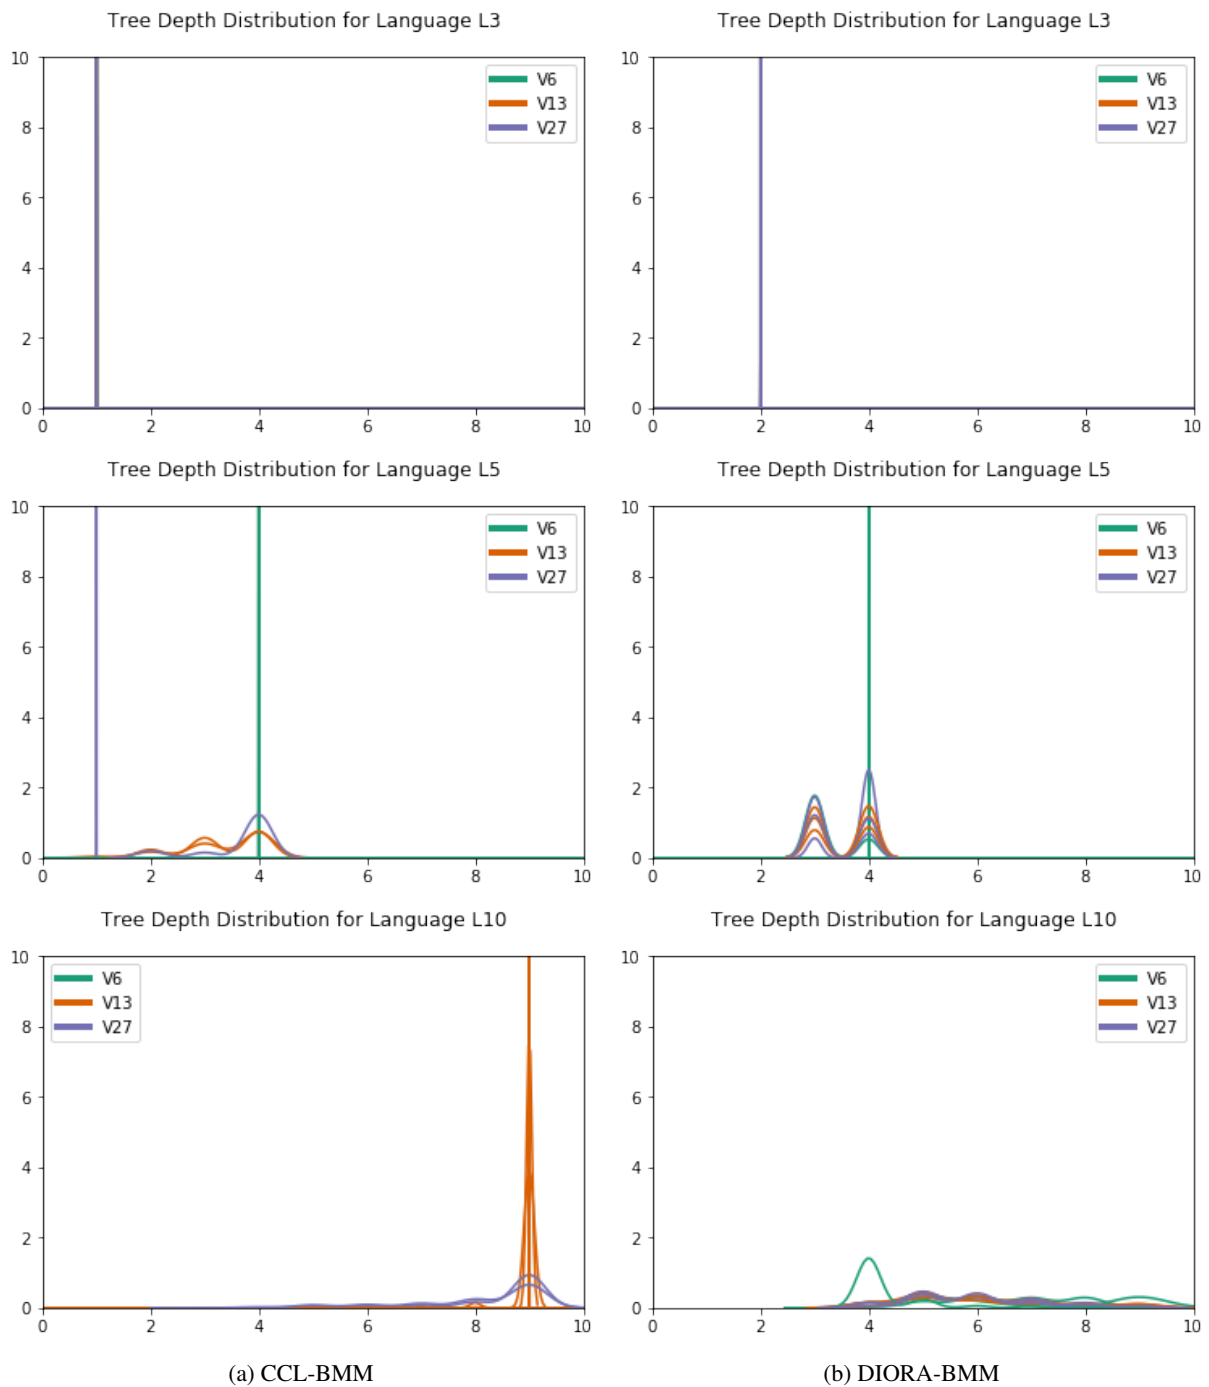 Tree Depth Distribution for Language L3
10
8
6
4
2
0
0 2 4 6 8 10
V6
V13
V27
Tree Depth Distribution for Language L3
10
8
6
4
2
0
0 2 4 6 8 10
V6
V13
V27
Tree Depth Distribution for Language L5
10
8
6
4
2
0
0 2 4 6 8 10
V6
V13
V27
Tree Depth Distribution for Language L5
10
8
6
4
2
0
0 2 4 6 8 10
V6
V13
V27
Tree Depth Distribution for Language L10
10
8
6
4
2
0
0 2 4 6 8 10
V6
V13
V27
Tree Depth Distribution for Language L10
10
8
6
4
2
0
0 2 4 6 8 10
V6
V13
V27
(a) CCL-BMM
(b) DIORA-BMM